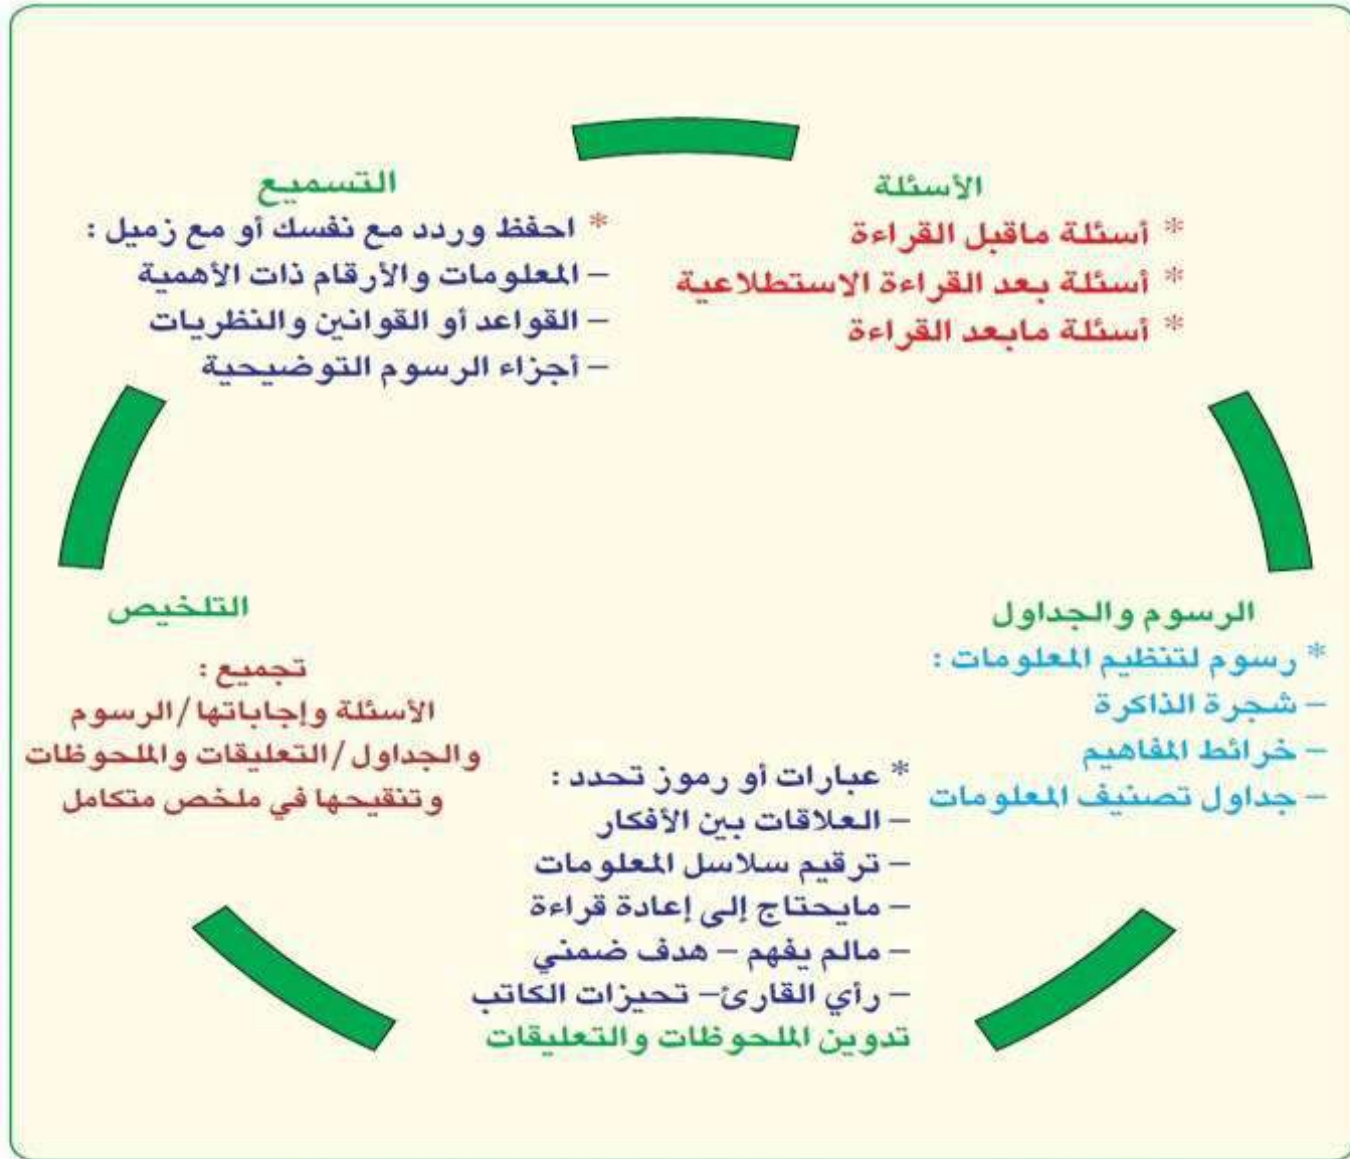 الأسئلة
* أسئلة ماقبل القراءة
* أسئلة بعد القراءة الاستطلاعية
* أسئلة مابعد القراءة
الرسوم والجداول
* رسوم لتنظيم المعلومات :
– شجرة الذاكرة
– خرائط المفاهيم
– جداول تصنيف المعلومات
* عبارات أو رموز تحدد :
– العلاقات بين الأفكار
– ترقيم سلاسل المعلومات
– مايحتاج إلى إعادة قراءة
– مالم يفهم – هدف ضمني
– رأي القارئ– تحيزات الكاتب
تدوين الملحوظات والتعليقات
التلخيص
تجميع :
الأسئلة وإجاباتها/الرسوم
والجداول/التعليقات والملحوظات
وتنقيحها في ملخص متكامل
التسميع
* احفظ وردد مع نفسك أو مع زميل :
– المعلومات والأرقام ذات الأهمية
– القواعد أو القوانين والنظريات
– أجزاء الرسوم التوضيحية